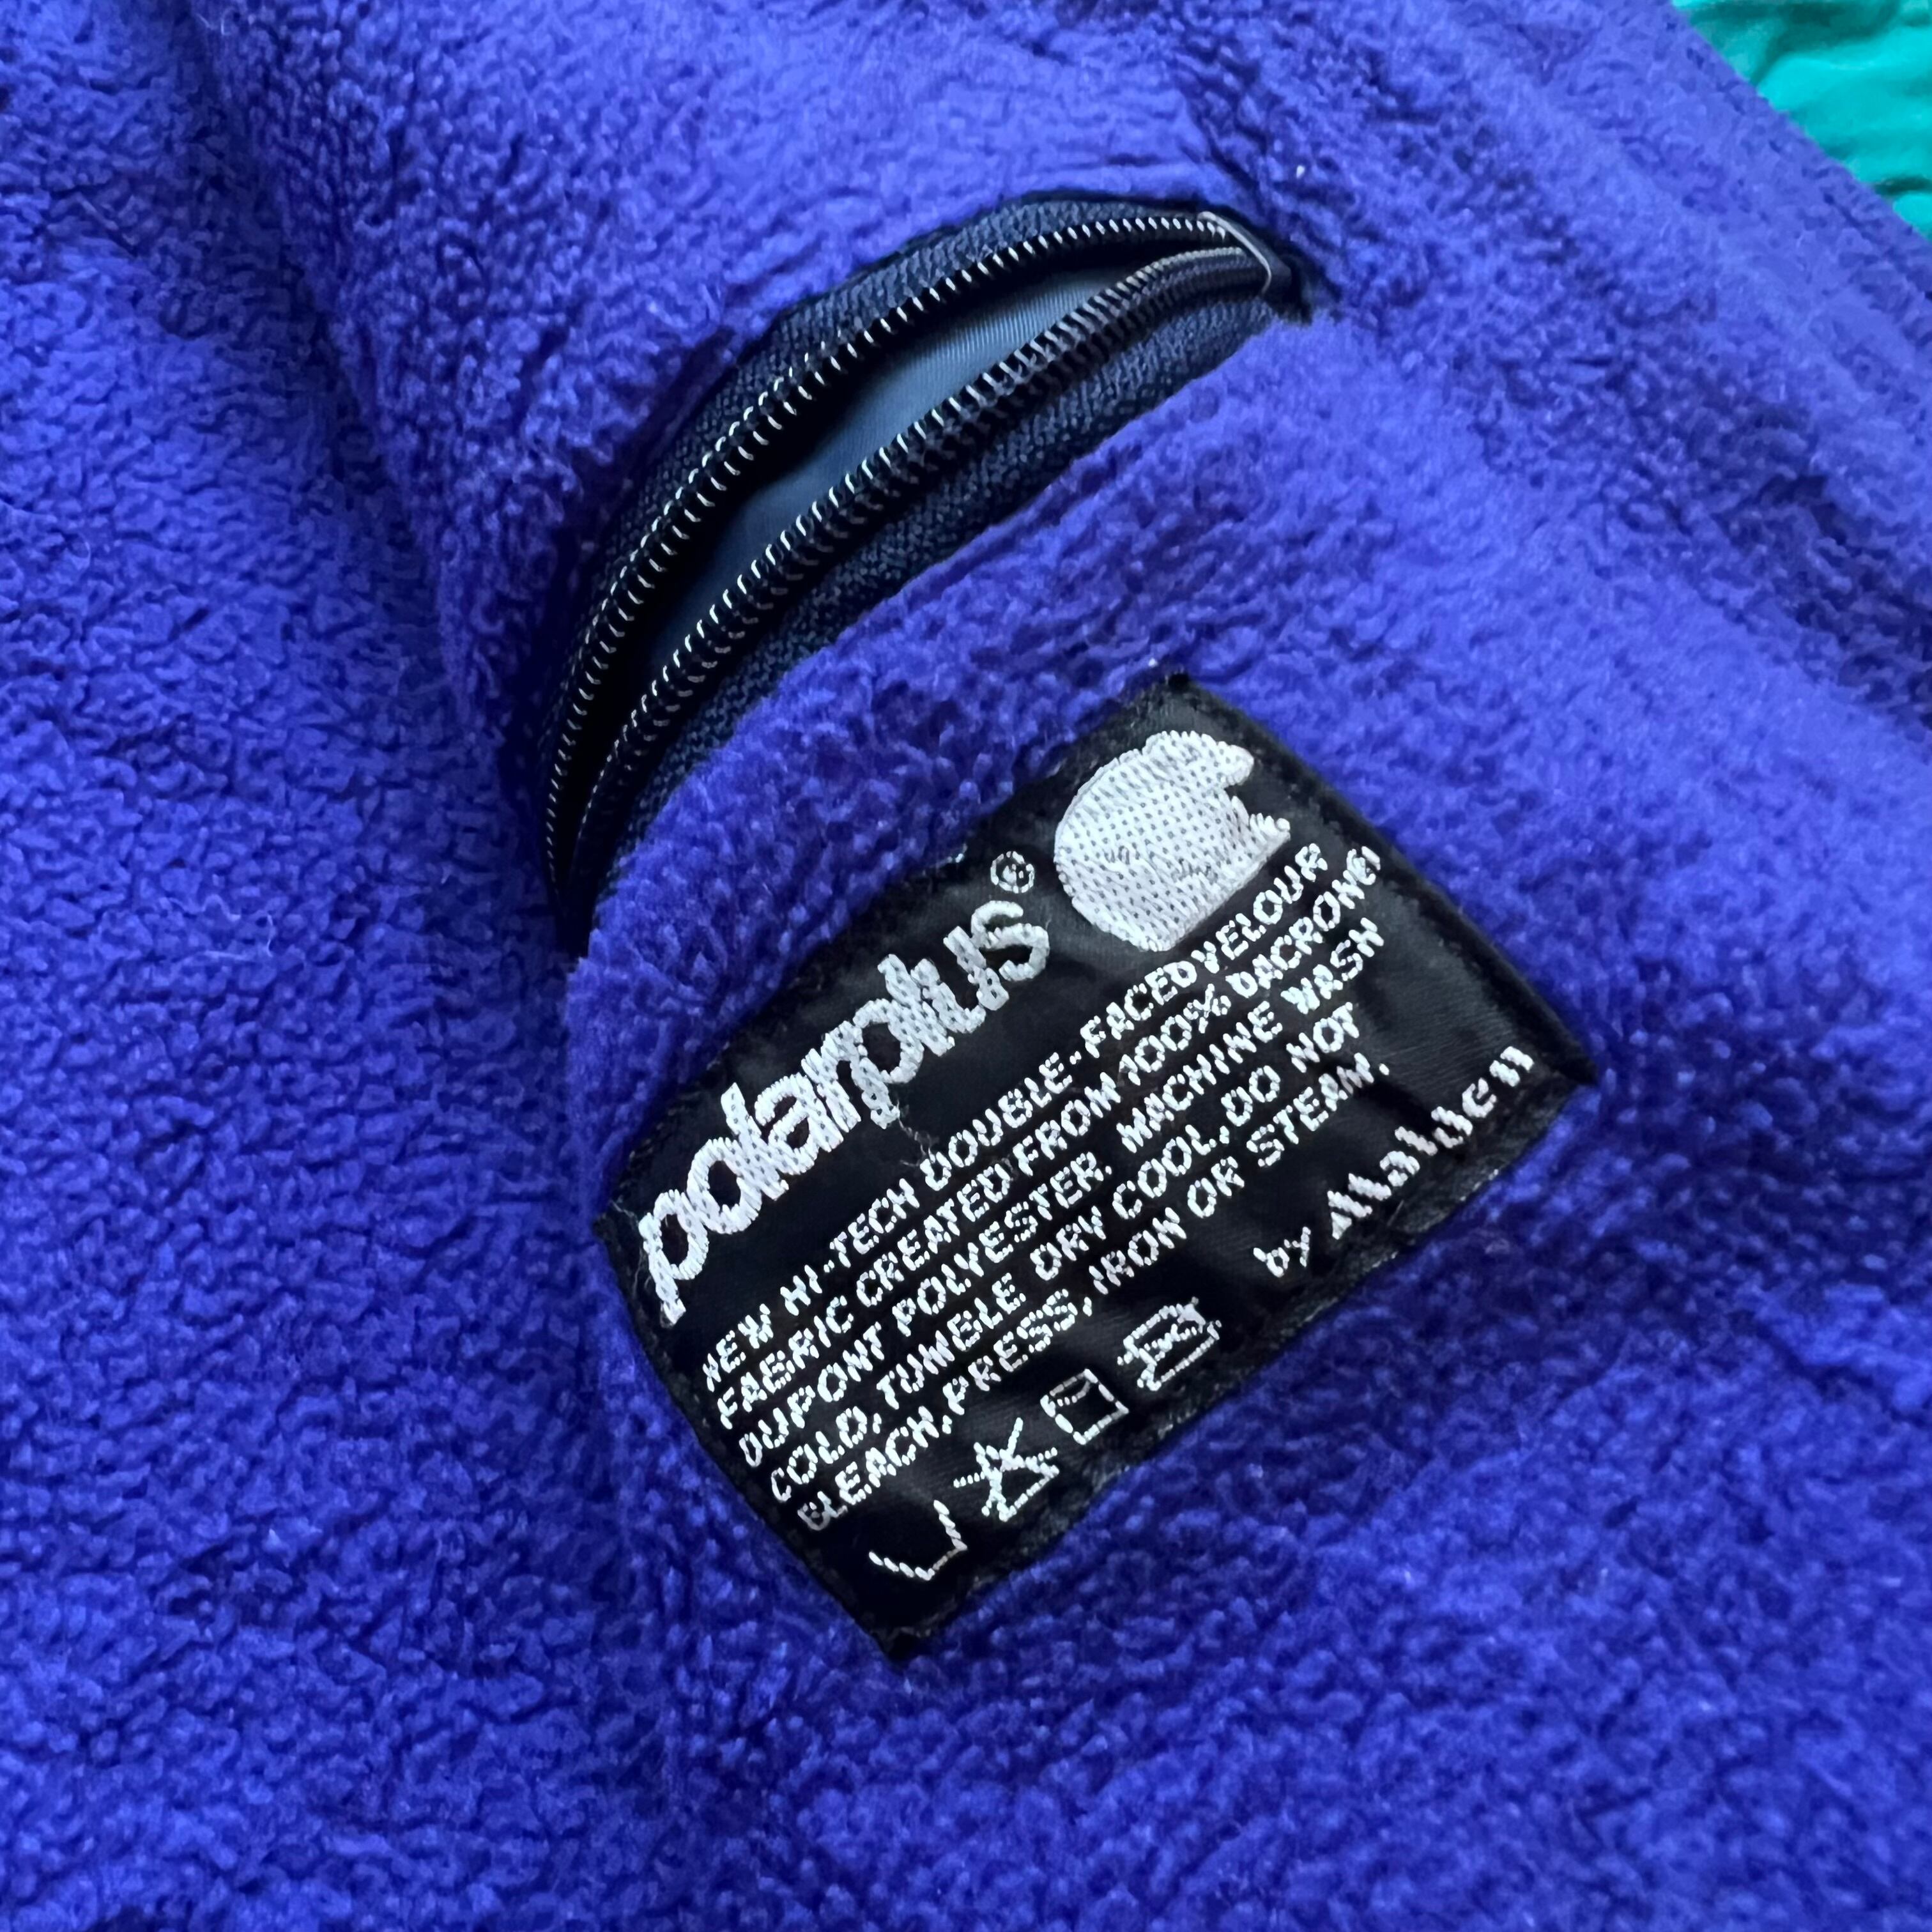 polarplus®
NEW HI-TECH DOUBLE-FACED VELOUR
FABRIC CREATED FROM 100% DACRON®
DUPONT POLYESTER. MACHINE WASH
COLD, TUMBLE DRY COOL. DO NOT
BLEACH, PRESS, IRON OR STEAM.
by Malden